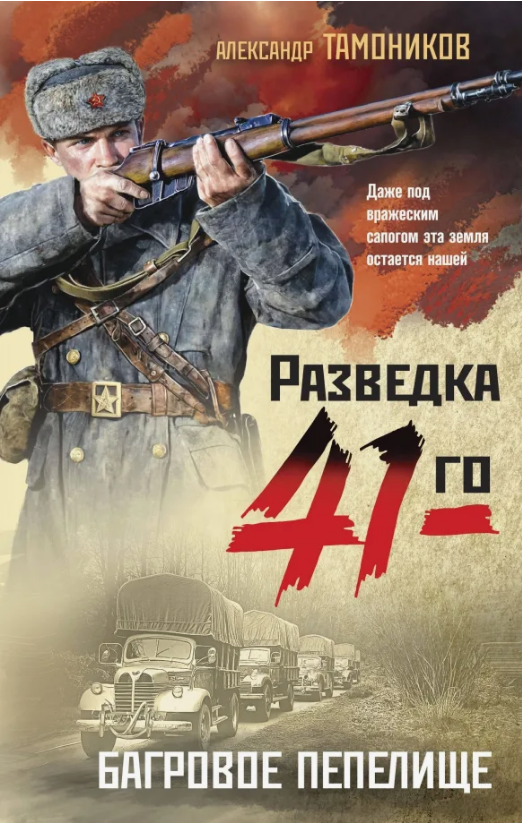 АЛЕКСАНДР ТАМОНИКОВ
Даже под
вражеским
сапогом эта земля
остается нашей
РАЗВЕДКА
41-ГО
БАГРОВОЕ ПЕПЕЛИЩЕ